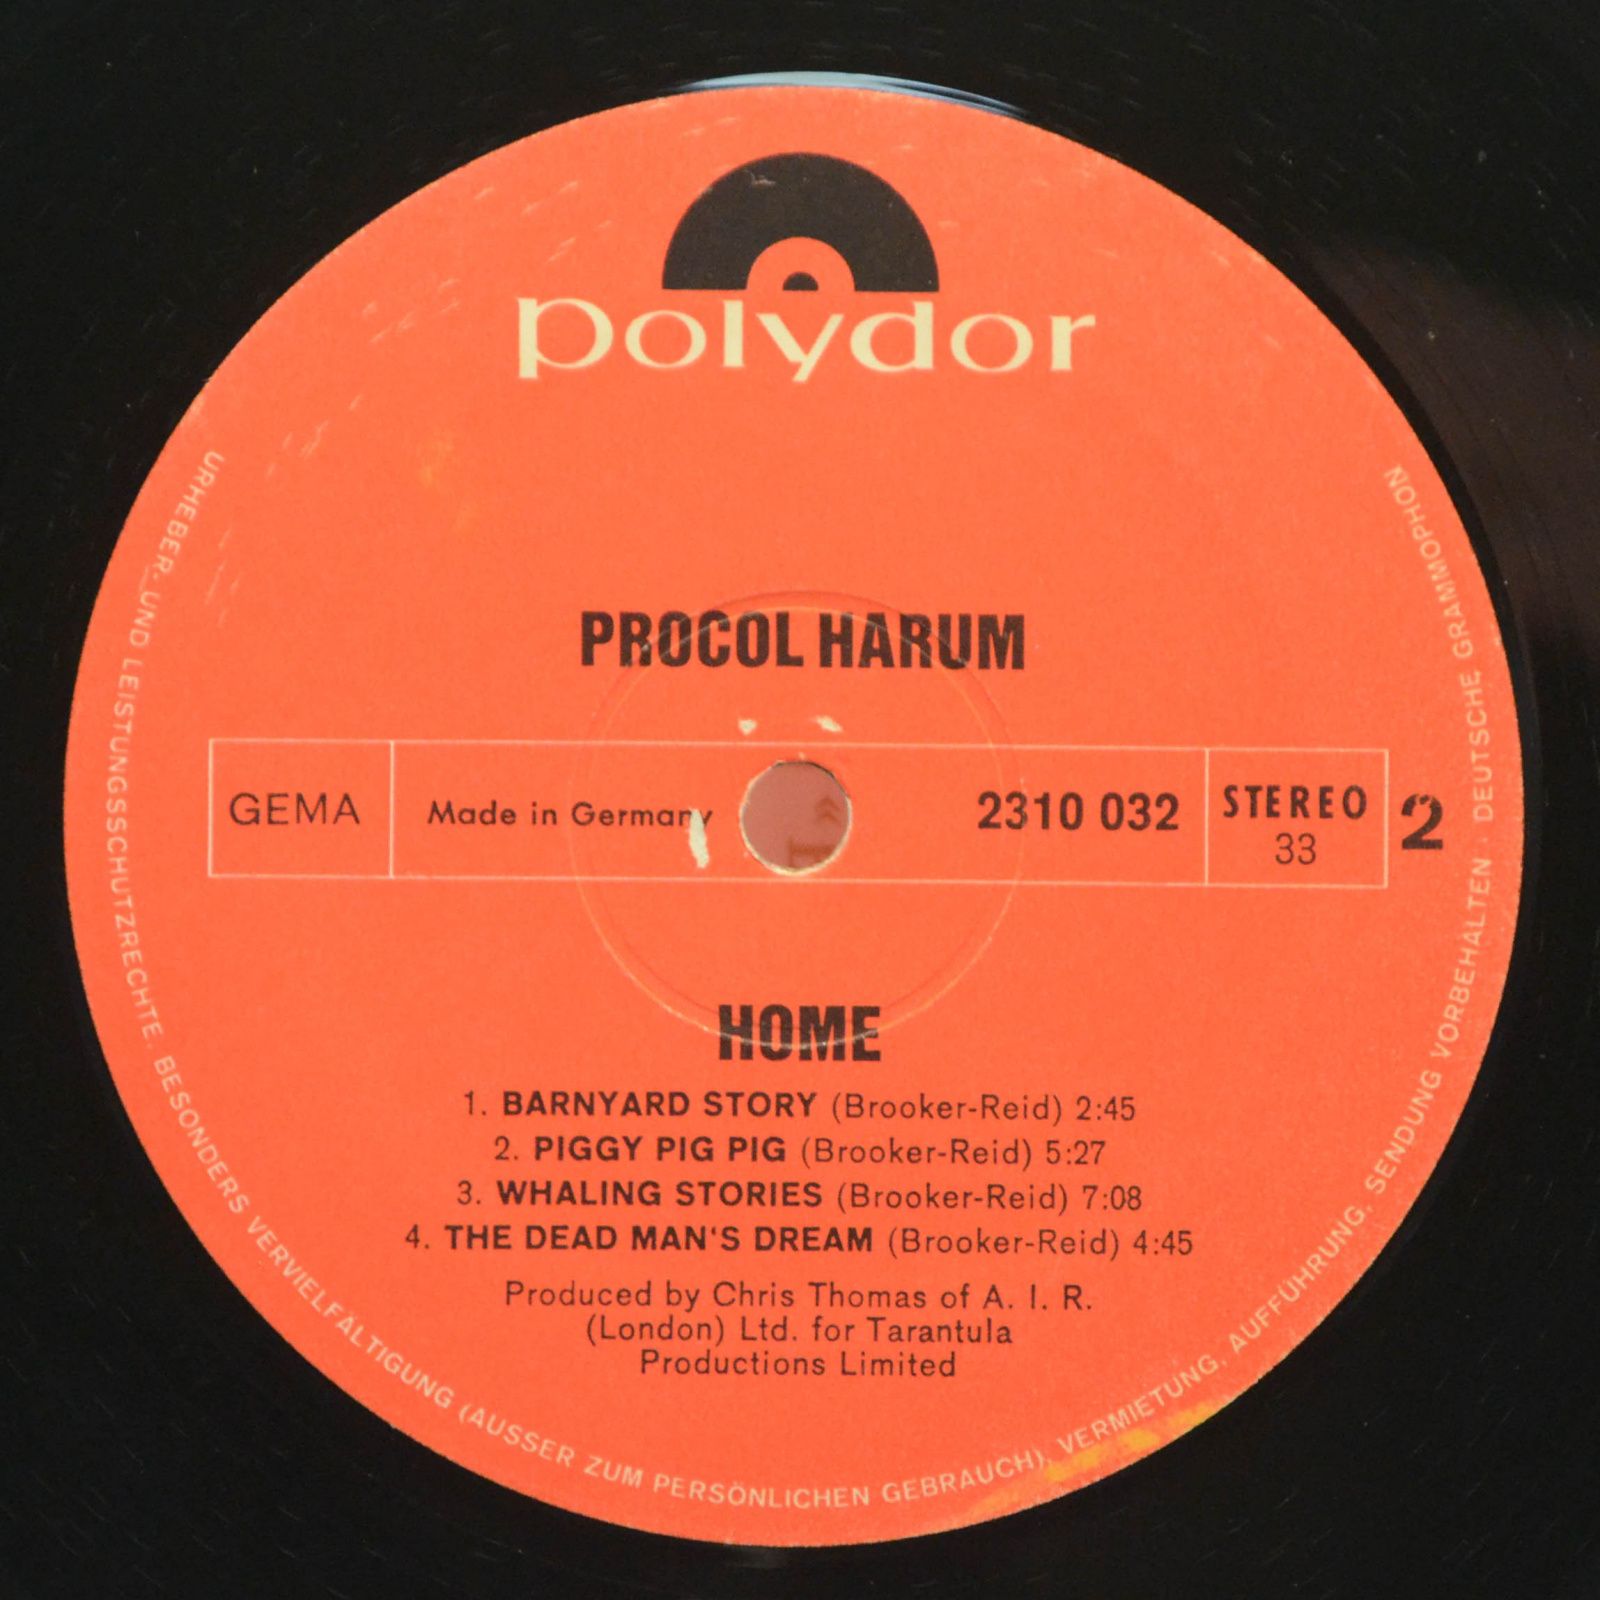 polydor
PROCOL HARUM
GEMA
Made in Germany
2310 032
STEREO
33
2
HOME
1. BARNYARD STORY (Brooker-Reid) 2:45
2. PIGGY PIG PIG (Brooker-Reid) 5:27
3. WHALING STORIES (Brooker-Reid) 7:08
4. THE DEAD MAN'S DREAM (Brooker-Reid) 4:45
Produced by Chris Thomas of A. I. R.
(London) Ltd. for Tarantula
Productions Limited
URHEBER- UND LEISTUNGSSCHUTZRECHTE, BESONDERS VERVIELFÄLTIGUNG (AUSSER ZUM PERSÖNLICHEN GEBRAUCH), VERMIETUNG, AUFFÜHRUNG, SENDUNG VORBEHALTEN · DEUTSCHE GRAMMOPHON